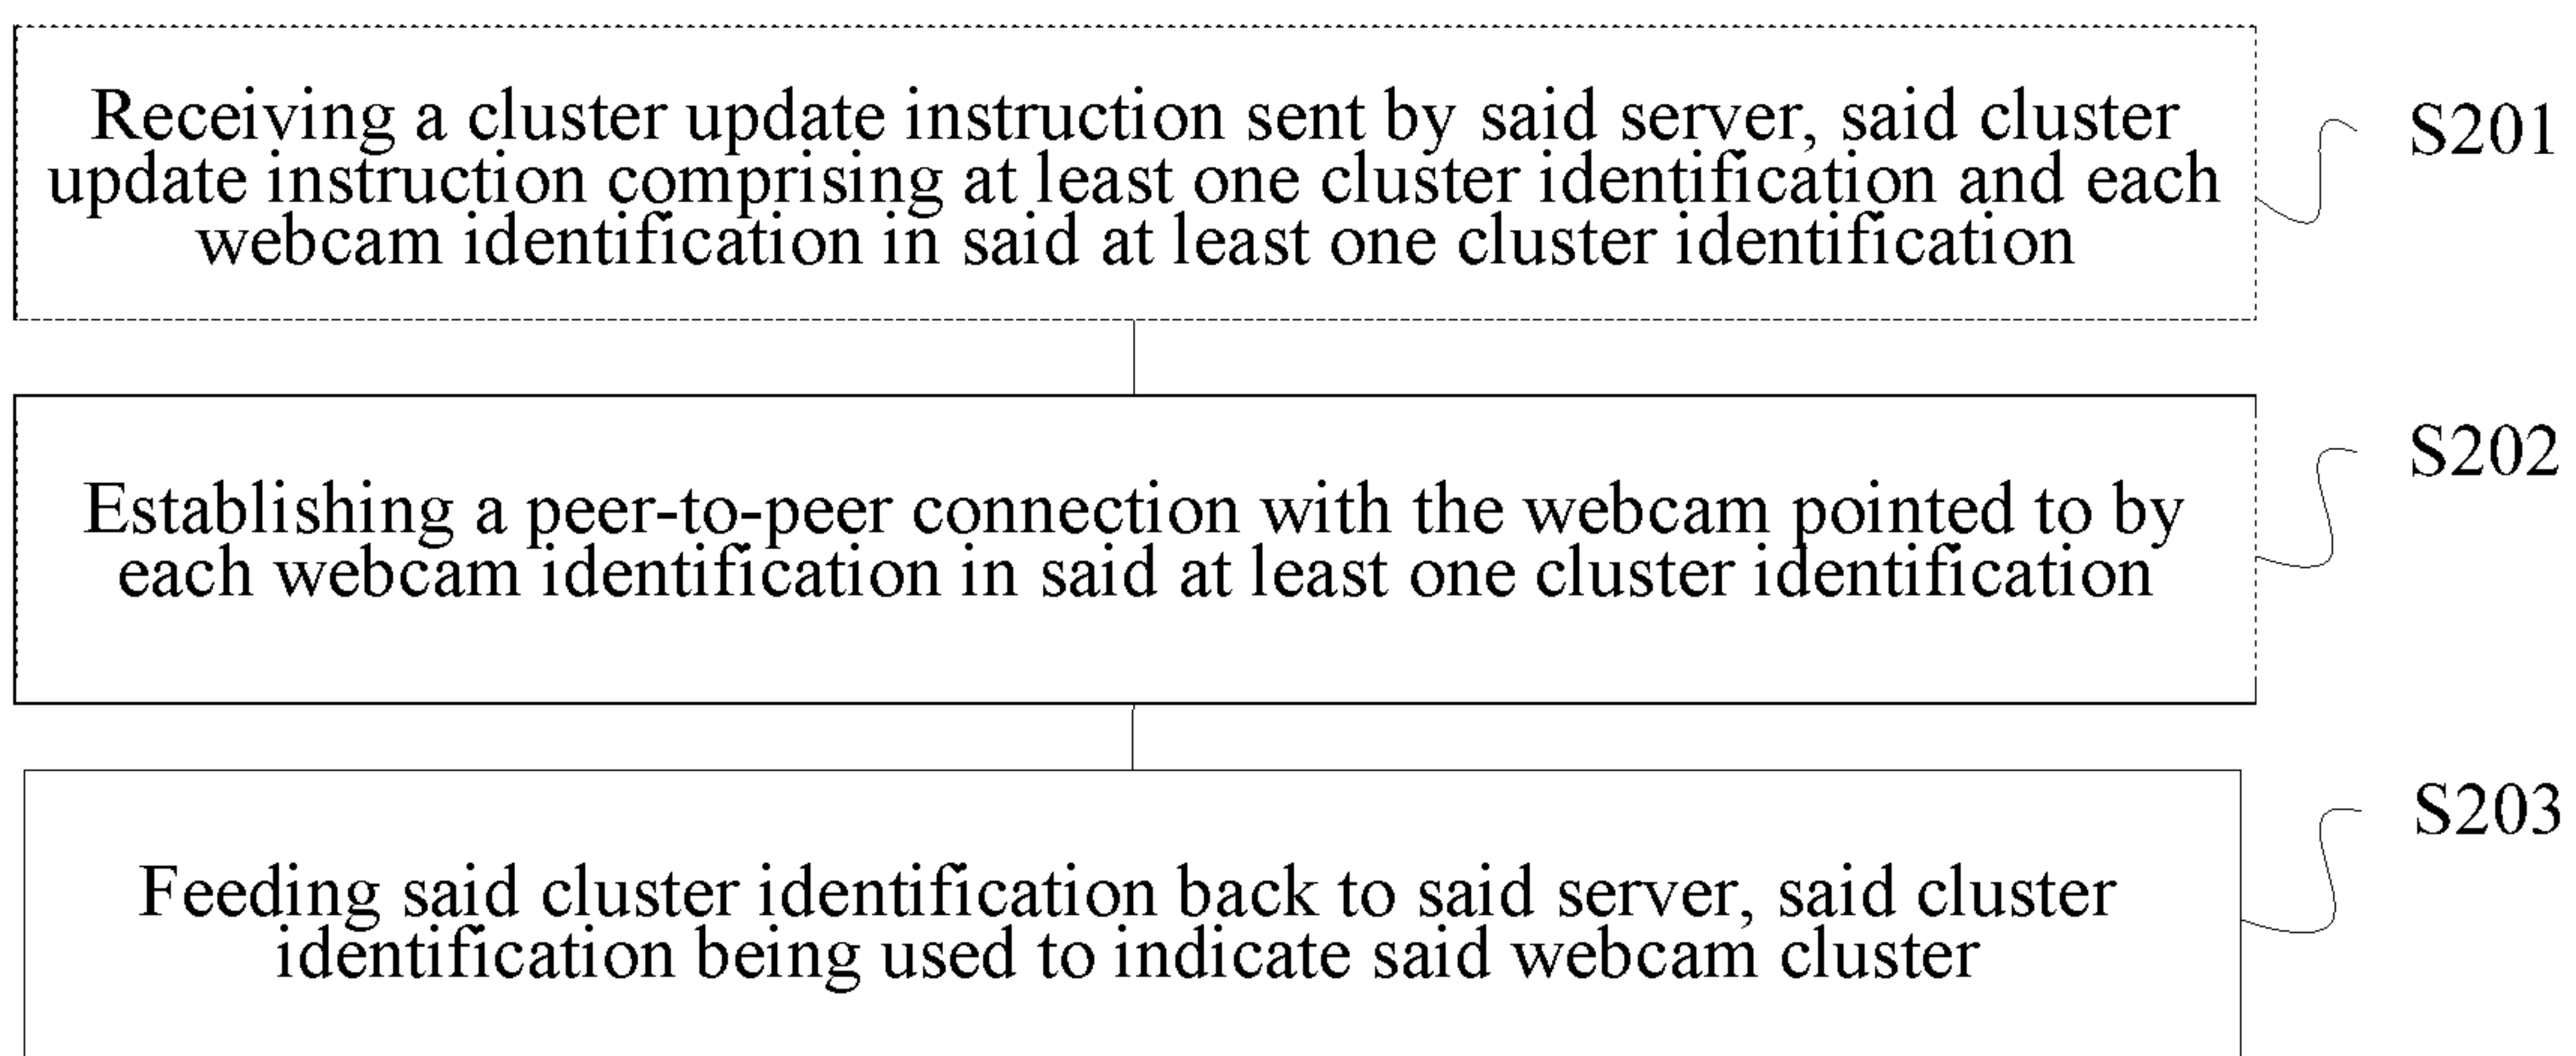 Receiving a cluster update instruction sent by said server, said cluster
update instruction comprising at least one cluster identification and each
webcam identification in said at least one cluster identification
S201
Establishing a peer-to-peer connection with the webcam pointed to by
each webcam identification in said at least one cluster identification
S202
Feeding said cluster identification back to said server, said cluster
identification being used to indicate said webcam cluster
S203